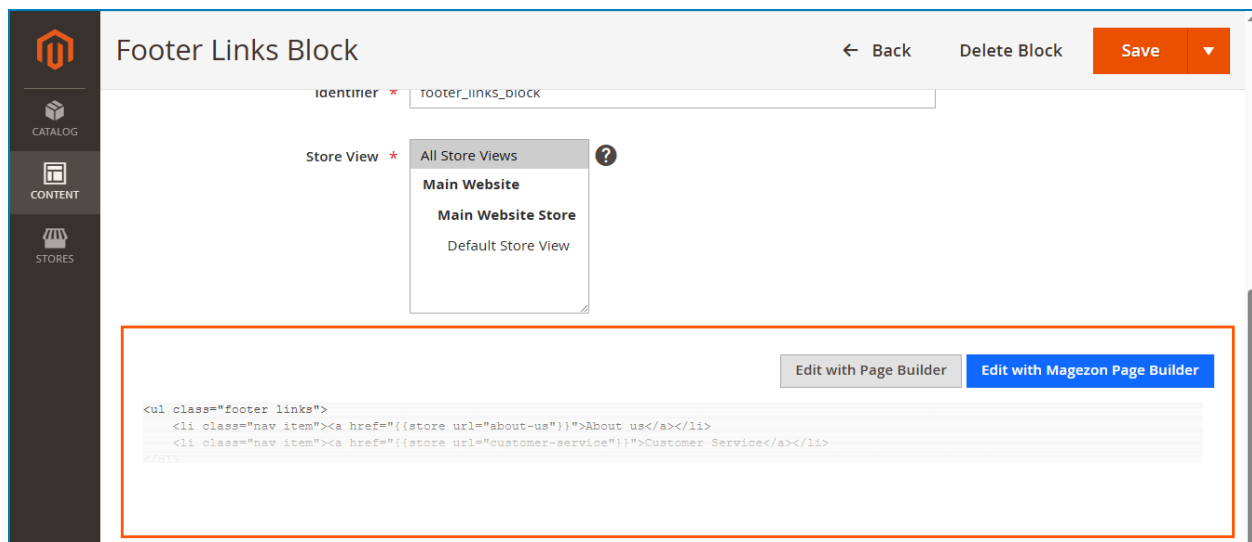 Footer Links Block
← Back
Delete Block
Save
CATALOG
CONTENT
STORES
Identifier *
footer_links_block
Store View *
All Store Views
Main Website
Main Website Store
Default Store View
?
Edit with Page Builder
Edit with Magezon Page Builder
<ul class="footer links">
<li class="nav item"><a href="{{store url="about-us"}}">About us</a></li>
<li class="nav item"><a href="{{store url="customer-service"}}">Customer Service</a></li>
</ul>